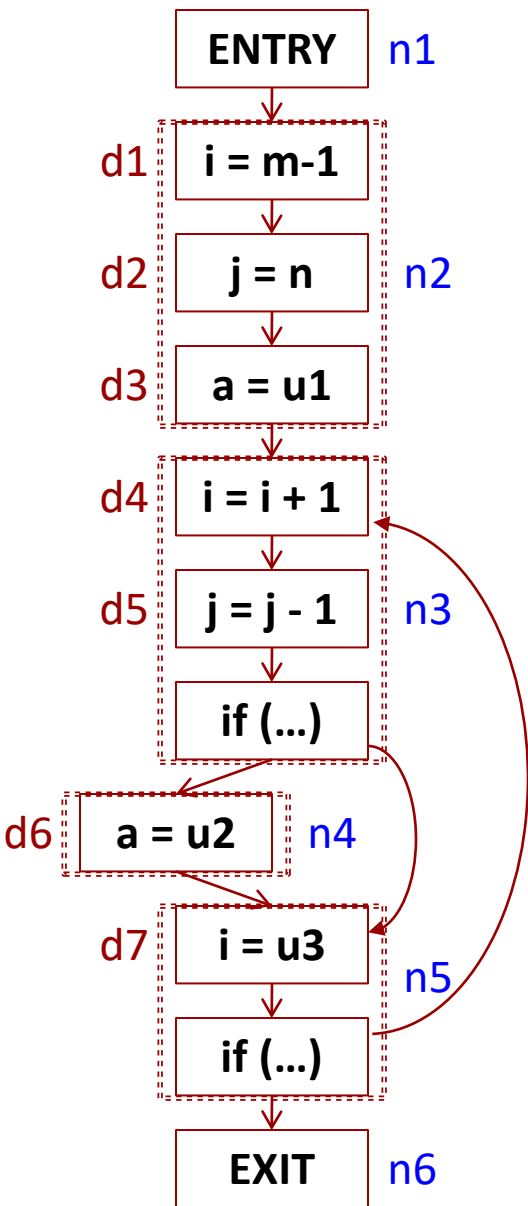 ENTRY n1
d1 i = m-1
d2 j = n n2
d3 a = u1
d4 i = i + 1
d5 j = j - 1 n3
if (...)
d6 a = u2 n4
d7 i = u3
n5
if (...)
EXIT n6